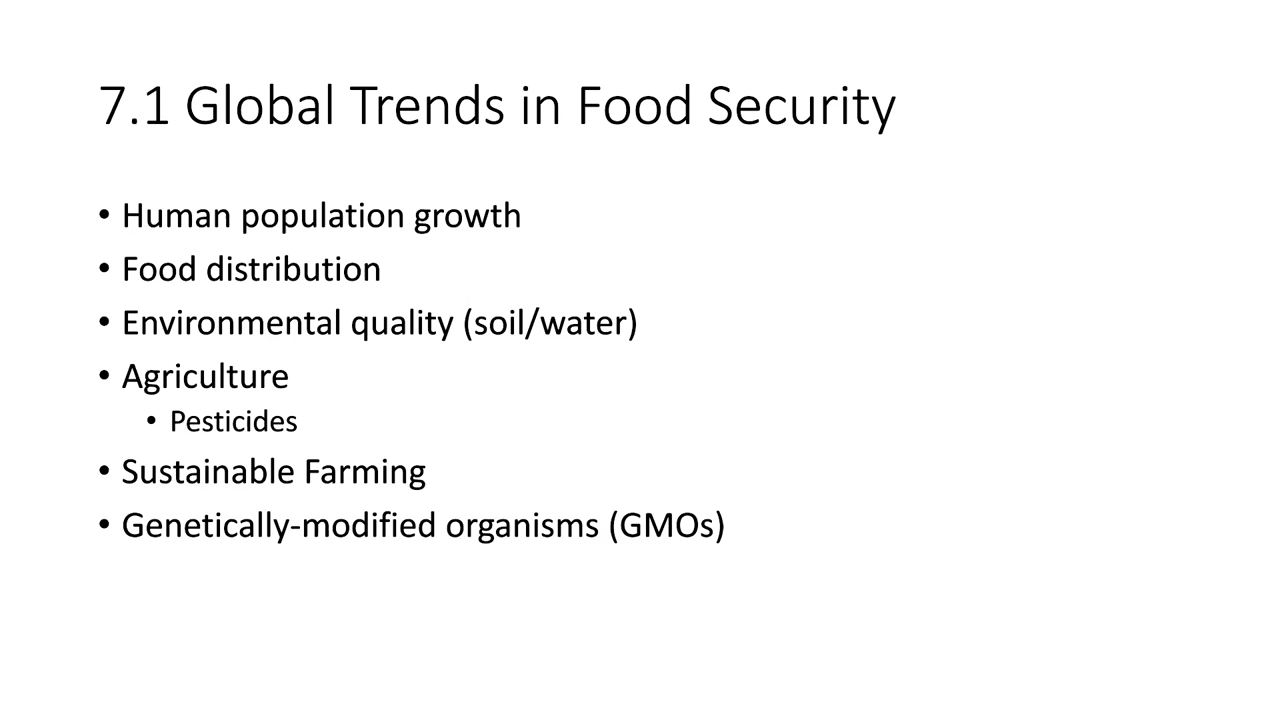 7.1 Global Trends in Food Security
• Human population growth
• Food distribution
• Environmental quality (soil/water)
• Agriculture
• Pesticides
• Sustainable Farming
• Genetically-modified organisms (GMOs)